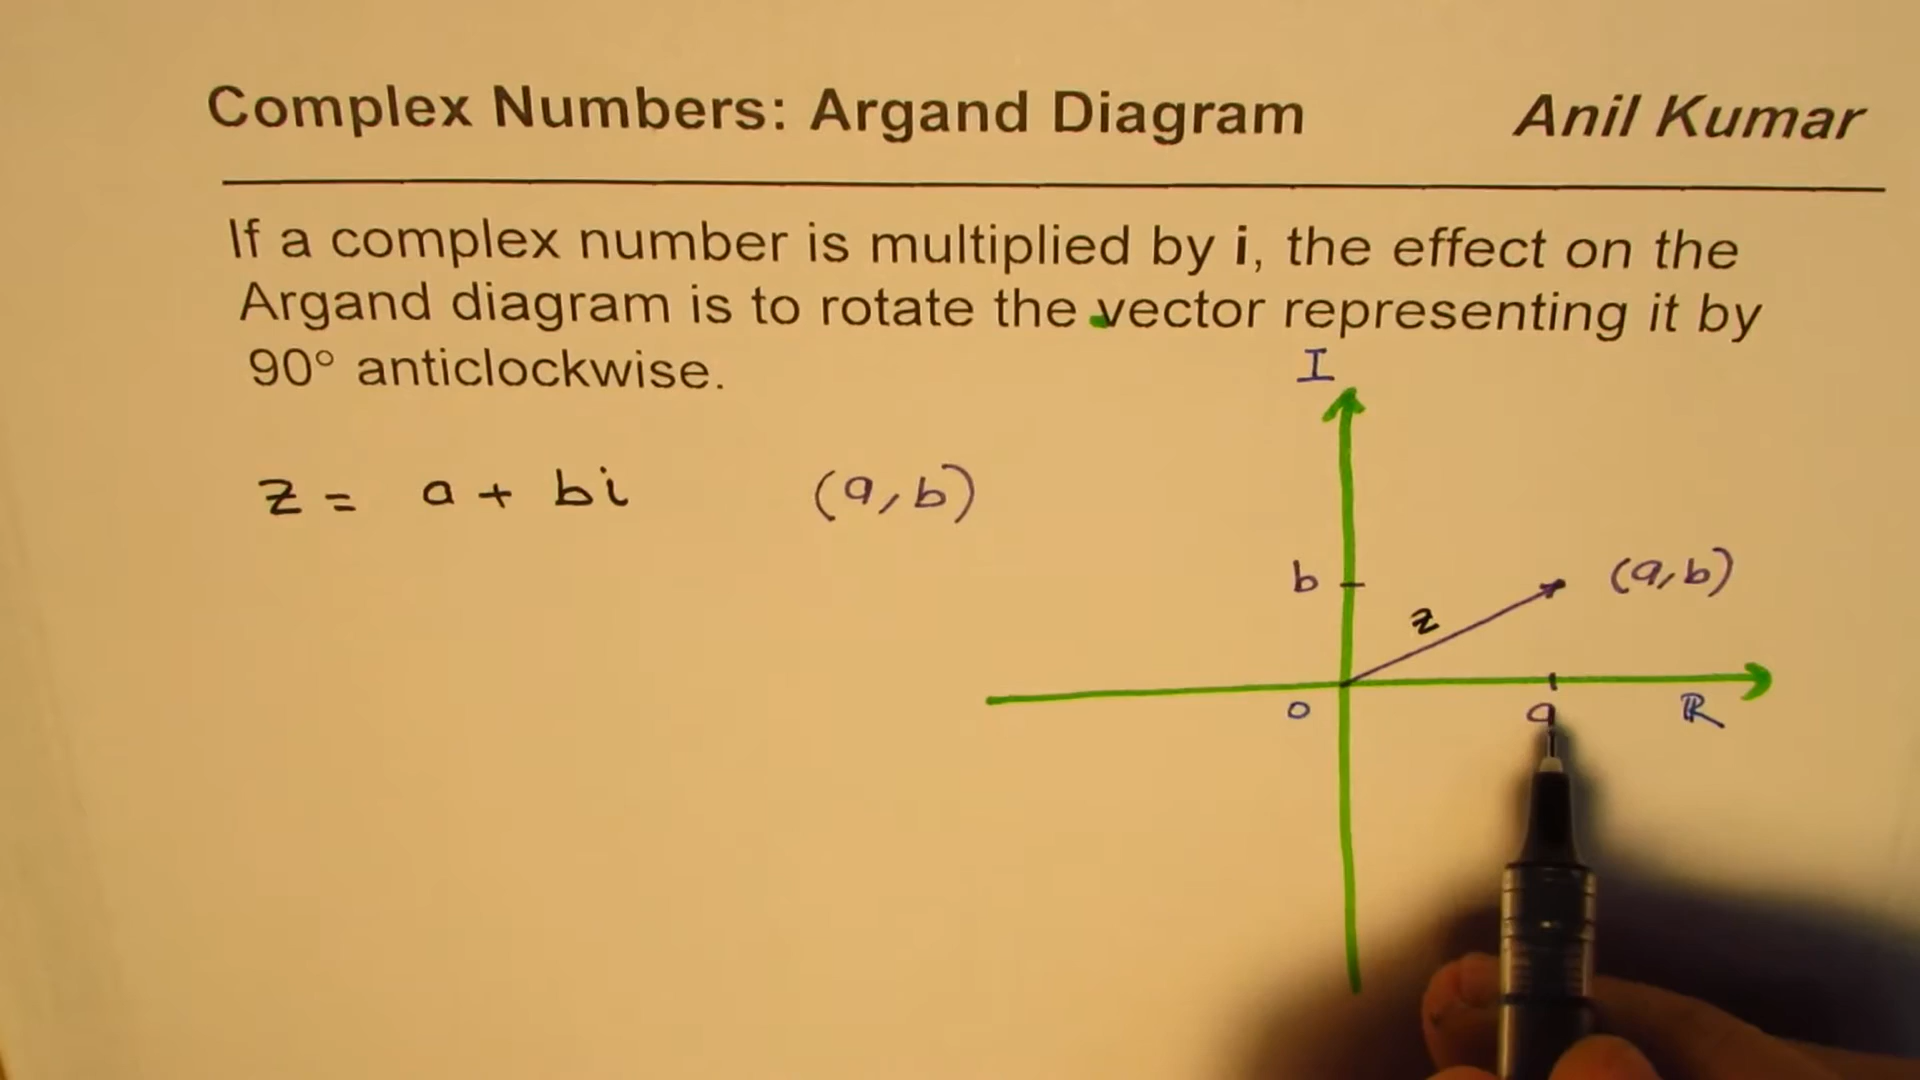 Complex Numbers: Argand Diagram Anil Kumar
If a complex number is multiplied by i, the effect on the
Argand diagram is to rotate the vector representing it by
90° anticlockwise.
I
z = a + bi (a,b)
b (a,b)
z
0 a R